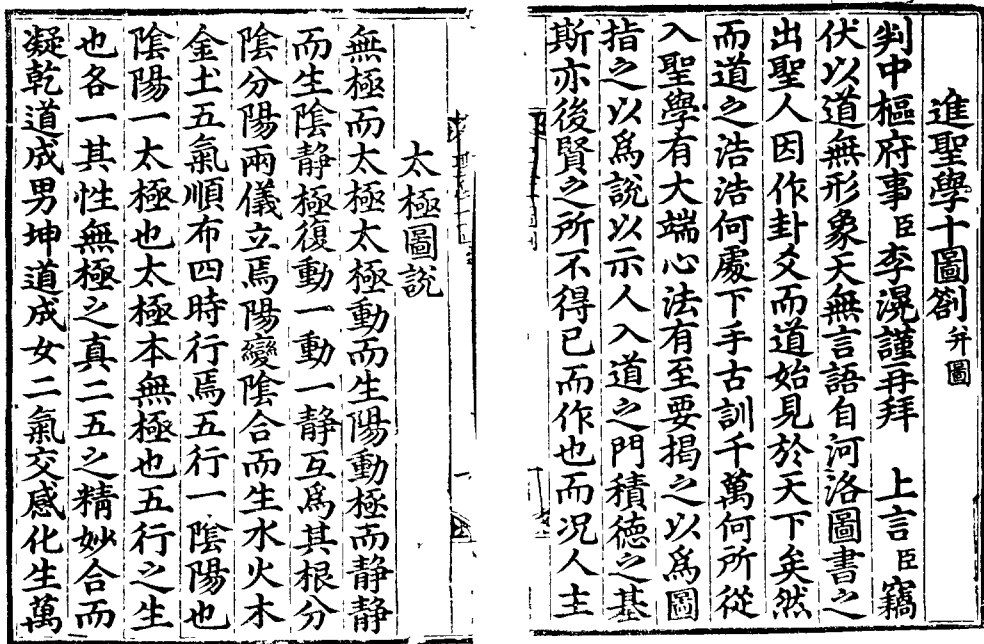 進聖學十圖劄 幷圖
判中樞府事臣李滉謹再拜 上言臣竊
伏以道無形象天無言語自河洛圖書之
出聖人因作卦爻而道始見於天下矣然
而道之浩浩何處下手古訓千萬何所從
入聖學有大端心法有至要揭之以爲圖
指之以爲說以示人入道之門積德之基
斯亦後賢之所不得已而作也而况人主
太極圖說
無極而太極太極動而生陽動極而静静
而生陰静極復動一動一静互爲其根分
陰分陽兩儀立焉陽變陰合而生水火木
金土五氣順布四時行焉五行一陰陽也
陰陽一太極也太極本無極也五行之生
也各一其性無極之真二五之精妙合而
凝乾道成男坤道成女二氣交感化生萬